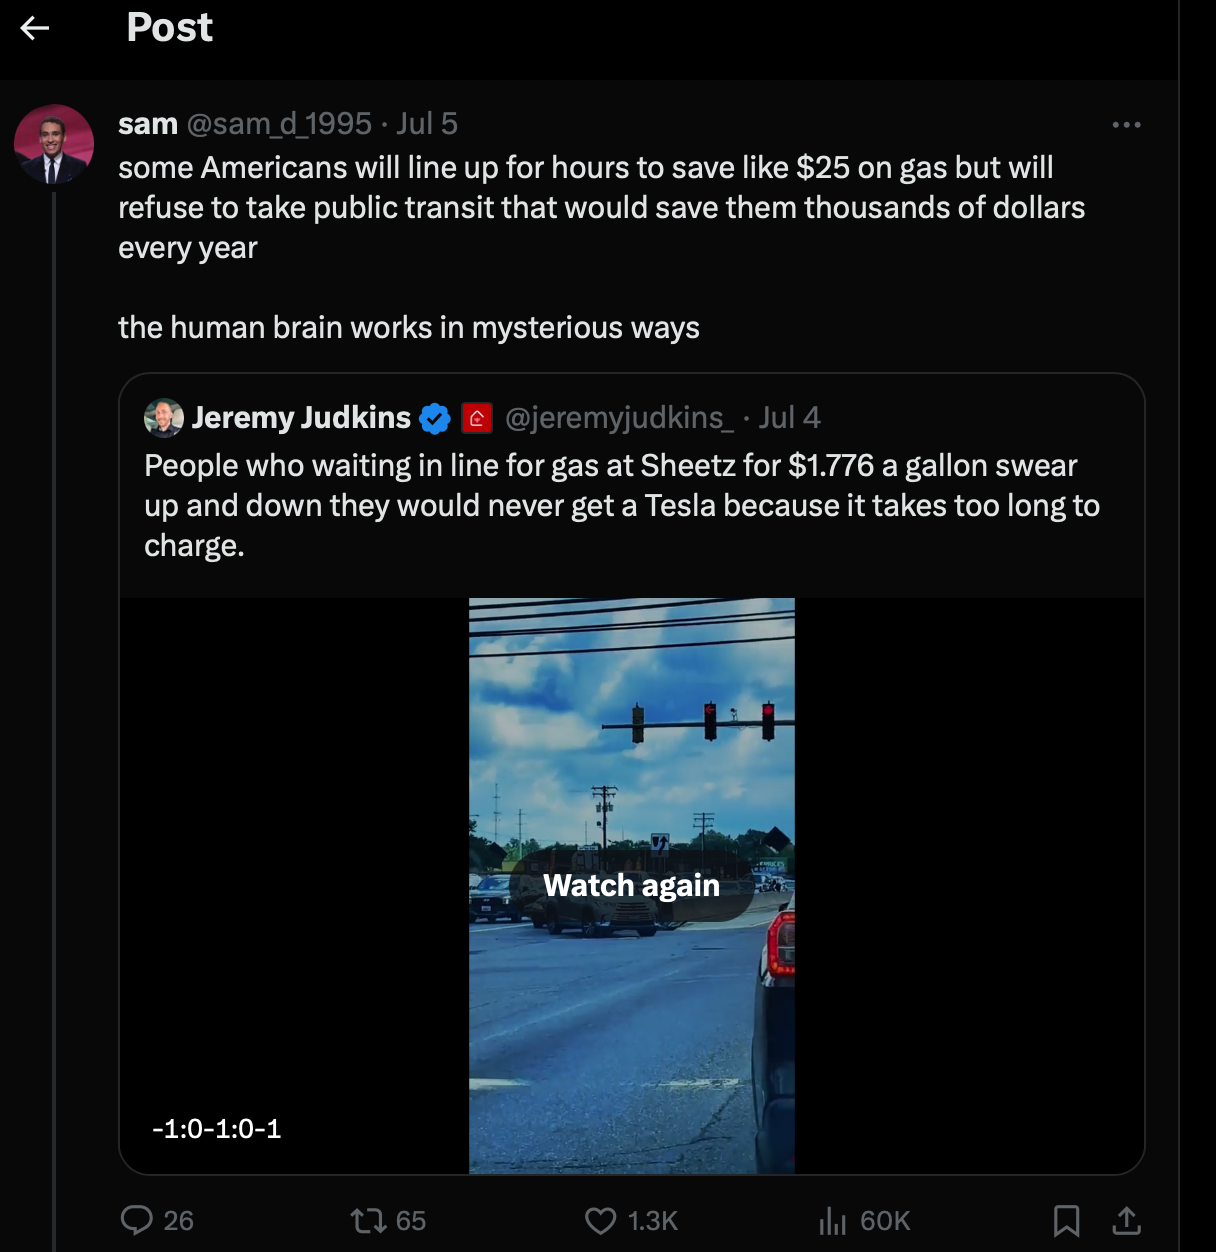 Post
sam @sam_d_1995 · Jul 5
some Americans will line up for hours to save like $25 on gas but will
refuse to take public transit that would save them thousands of dollars
every year
the human brain works in mysterious ways
Jeremy Judkins @jeremyjudkins_ · Jul 4
People who waiting in line for gas at Sheetz for $1.776 a gallon swear
up and down they would never get a Tesla because it takes too long to
charge.
Watch again
-1:0-1:0-1
26 65 1.3K 60K